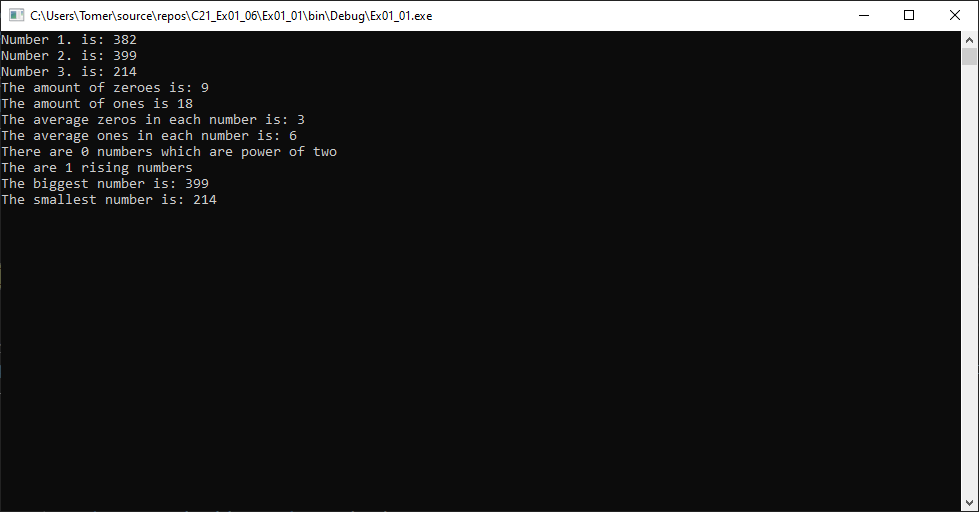 C:\Users\Tomer\source\repos\C21_Ex01_06\Ex01_01\bin\Debug\Ex01_01.exe
Number 1. is: 382
Number 2. is: 399
Number 3. is: 214
The amount of zeroes is: 9
The amount of ones is 18
The average zeros in each number is: 3
The average ones in each number is: 6
There are 0 numbers which are power of two
The are 1 rising numbers
The biggest number is: 399
The smallest number is: 214